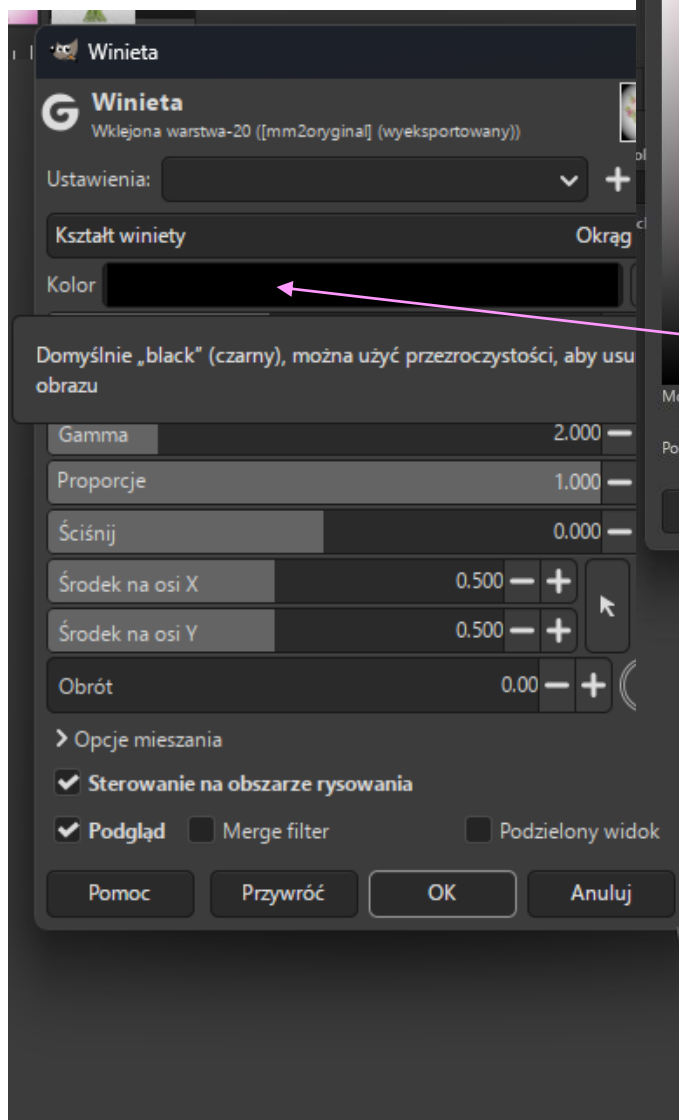 Winieta
Winieta
Wklejona warstwa-20 ([mm2oryginal] (wyeksportowany))
Ustawienia:
Kształt winiety Okrąg
Kolor
Domyślnie „black” (czarny), można użyć przezroczystości, aby usu
obrazu
Gamma 2.000
Proporcje 1.000
Ściśnij 0.000
Środek na osi X 0.500
Środek na osi Y 0.500
Obrót 0.00
Opcje mieszania
Sterowanie na obszarze rysowania
Podgląd Merge filter Podzielony widok
Pomoc Przywróć OK Anuluj